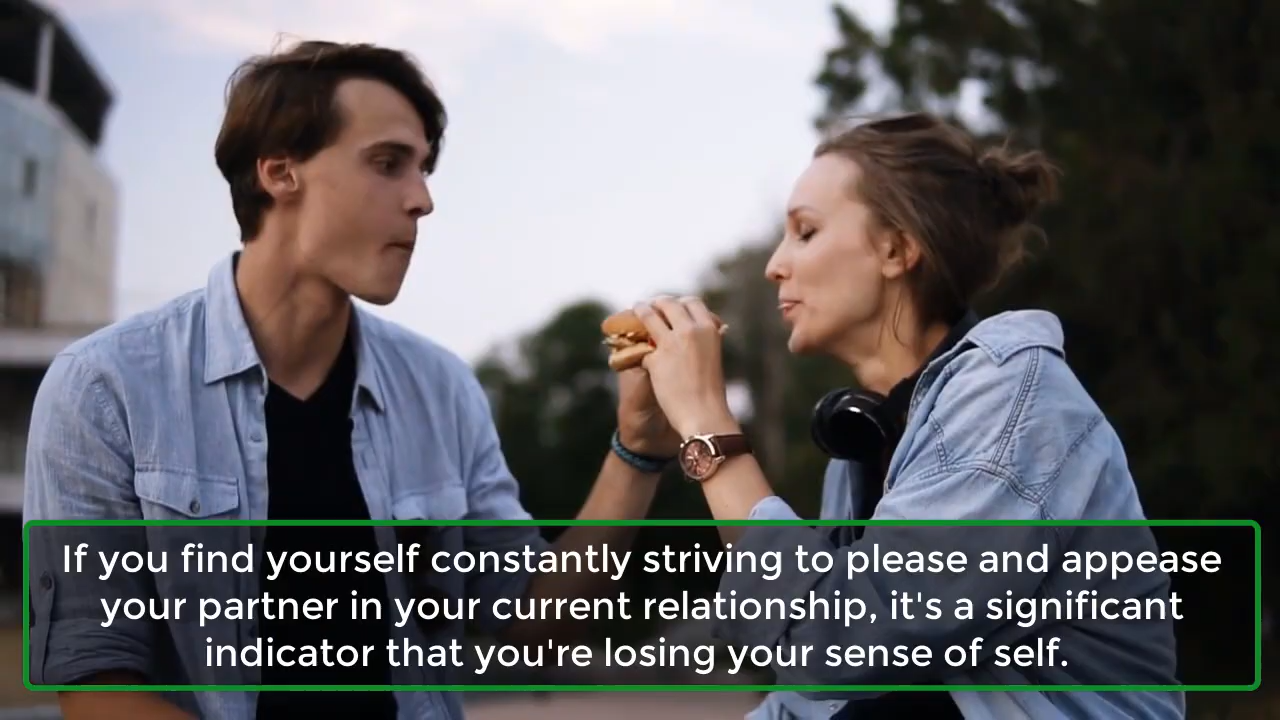 If you find yourself constantly striving to please and appease
your partner in your current relationship, it's a significant
indicator that you're losing your sense of self.